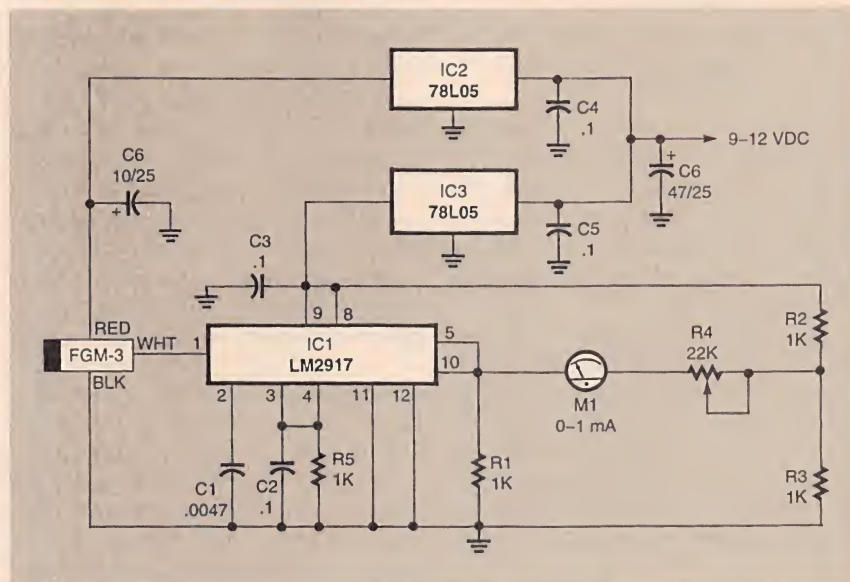 IC2
78L05
C4
.1
9–12 VDC
C6
10/25
+
+
C6
47/25
IC3
78L05
C5
.1
C3
.1
9
8
RED
FGM-3
WHT
BLK
1
IC1
LM2917
5
10
R2
1K
R4
22K
M1
0–1 mA
2
3
4
11
12
C1
.0047
C2
.1
R5
1K
R1
1K
R3
1K